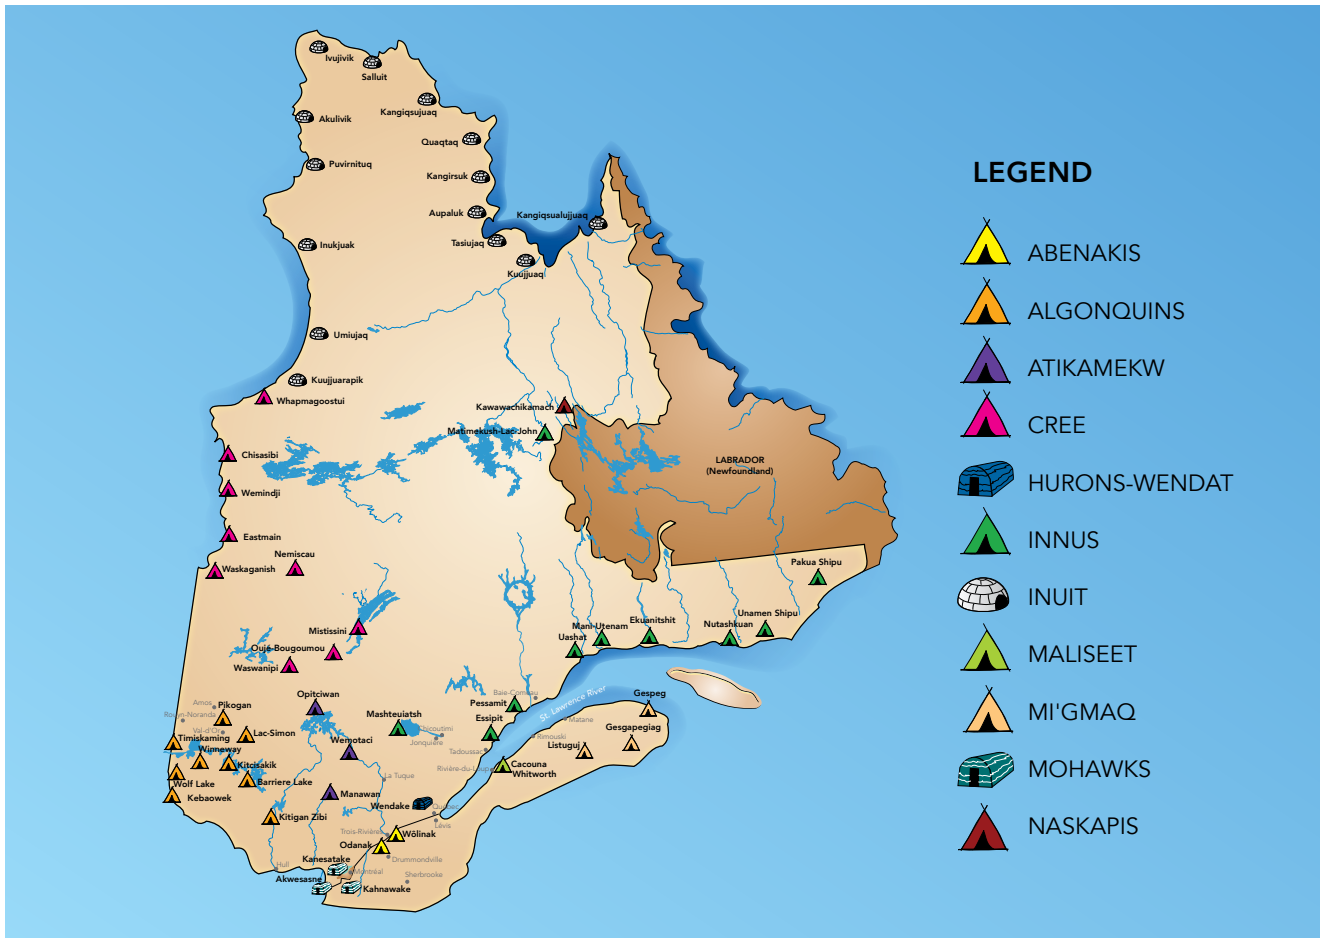 Ivujivik
Salluit
Kangiqsujuaq
Akulivik
Quaqtaq
Puvirnituq
Kangirsuk
Aupaluk
Kangiqsualujjuaq
Inukjuak
Tasiujaq
Kuujjuaq
Umiujaq
Kuujjuarapik
Whapmagoostui
Kawawachikamach
Matimekush-Lac-John
Chisasibi
LABRADOR
(Newfoundland)
Wemindji
Eastmain
Nemiscau
Waskaganish
Pakua Shipu
Mistissini
Mani-Utenam
Ekuanitshit
Unamen Shipu
Nutashkuan
Uashat
Oujé-Bougoumou
Waswanipi
Opitciwan
Baie-Comeau
St. Lawrence River
Gespeg
Amos
Pikogan
Pessamit
Rouyn-Noranda
Mashteuiatsh
Essipit
Matane
Val-d'Or
Lac-Simon
Chicoutimi
Gesgapegiag
Timiskaming
Wemotaci
Jonquière
Rimouski
Winneway
Tadoussac
Listuguj
Kitcisakik
Rivière-du-Loup
Cacouna
Whitworth
Wolf Lake
Barriere Lake
La Tuque
Kebaowek
Manawan
Wendake
Québec
Kitigan Zibi
Lévis
Trois-Rivières
Wôlinak
Odanak
Kanesatake
Drummondville
Hull
Montréal
Akwesasne
Sherbrooke
Kahnawake
LEGEND
ABENAKIS
ALGONQUINS
ATIKAMEKW
CREE
HURONS-WENDAT
INNUS
INUIT
MALISEET
MI'GMAQ
MOHAWKS
NASKAPIS